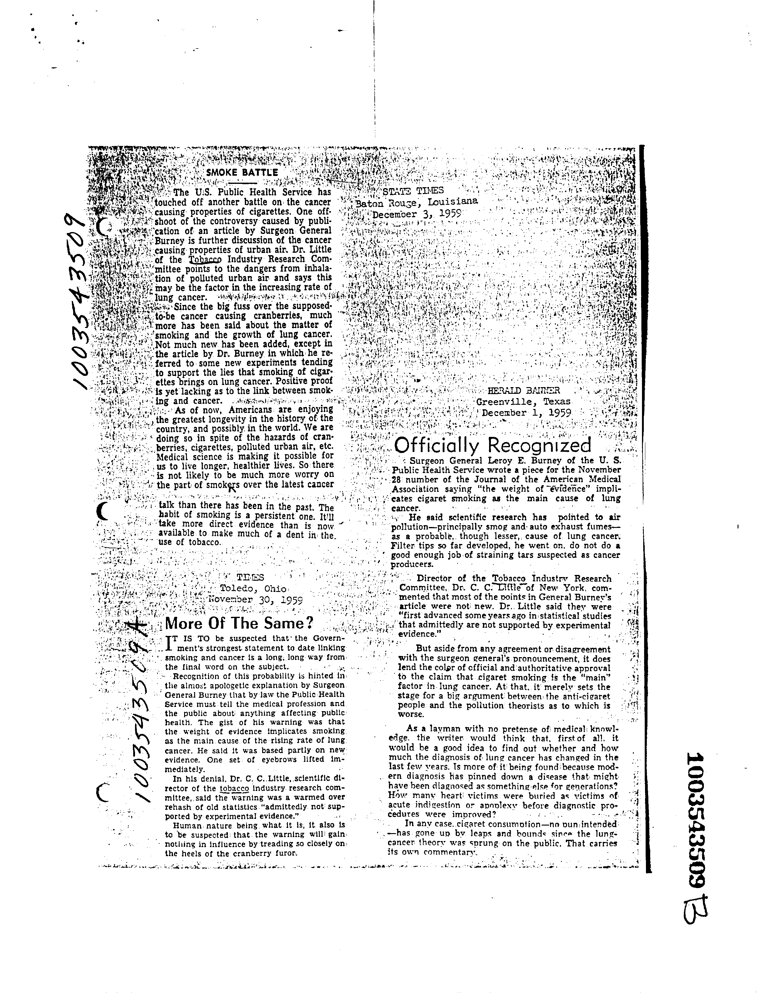 SMOKE BATTLE
The U.S. Public Health Service has
touched off another battle on the cancer
causing properties of cigarettes. One off-
shoot of the controversy caused by publi-
cation of an article by Surgeon General
Burney is further discussion of the cancer
causing properties of urban air. Dr. Little
of the Tobacco Industry Research Com-
mittee points to the dangers from inhala-
tion of polluted urban air and says this
may be the factor in the increasing rate of
lung cancer.
Since the big fuss over the supposed-
to-be cancer causing cranberries, much
more has been said about the matter of
smoking and the growth of lung cancer.
Not much new has been added, except in
the article by Dr. Burney in which he re-
ferred to some new experiments tending
to support the lies that smoking of cigar-
ettes brings on lung cancer. Positive proof
is yet lacking as to the link between smok-
ing and cancer.
As of now, Americans are enjoying
the greatest longevity in the history of the
country, and possibly in the world. We are
doing so in spite of the hazards of cran-
berries, cigarettes, polluted urban air, etc.
Medical science is making it possible for
us to live longer, healthier lives. So there
is not likely to be much more worry on
the part of smokers over the latest cancer
talk than there has been in the past. The
habit of smoking is a persistent one. It'll
take more direct evidence than is now
available to make much of a dent in the
use of tobacco.
STATE TIMES
Baton Rouge, Louisiana
December 3, 1959
TIMES
Toledo, Ohio
November 30, 1959
More Of The Same?
IT IS TO be suspected that the Govern-
ment's strongest statement to date linking
smoking and cancer is a long, long way from
the final word on the subject.
Recognition of this probability is hinted in
the almost apologetic explanation by Surgeon
General Burney that by law the Public Health
Service must tell the medical profession and
the public about anything affecting public
health. The gist of his warning was that
the weight of evidence implicates smoking
as the main cause of the rising rate of lung
cancer. He said it was based partly on new
evidence. One set of eyebrows lifted im-
mediately.
In his denial, Dr. C. C. Little, scientific di-
rector of the tobacco industry research com-
mittee, said the warning was a warmed over
rehash of old statistics "admittedly not sup-
ported by experimental evidence."
Human nature being what it is, it also is
to be suspected that the warning will gain
nothing in influence by treading so closely on
the heels of the cranberry furor.
HERALD BANNER
Greenville, Texas
December 1, 1959
Officially Recognized
Surgeon General Leroy E. Burney of the U. S.
Public Health Service wrote a piece for the November
28 number of the Journal of the American Medical
Association saying "the weight of evidence" impli-
cates cigaret smoking as the main cause of lung
cancer.
He said scientific research has pointed to air
pollution—principally smog and auto exhaust fumes—
as a probable, though lesser, cause of lung cancer.
Filter tips so far developed, he went on, do not do a
good enough job of straining tars suspected as cancer
producers.
Director of the Tobacco Industry Research
Committee, Dr. C. C. Little of New York, com-
mented that most of the points in General Burney's
article were not new. Dr. Little said they were
"first advanced some years ago in statistical studies
that admittedly are not supported by experimental
evidence."
But aside from any agreement or disagreement
with the surgeon general's pronouncement, it does
lend the color of official and authoritative approval
to the claim that cigaret smoking is the "main"
factor in lung cancer. At that, it merely sets the
stage for a big argument between the anti-cigaret
people and the pollution theorists as to which is
worse.
As a layman with no pretense of medical knowl-
edge, the writer would think that, first of all, it
would be a good idea to find out whether and how
much the diagnosis of lung cancer has changed in the
last few years. Is more of it being found because mod-
ern diagnosis has pinned down a disease that might
have been diagnosed as something else for generations?
How many heart victims were buried as victims of
acute indigestion or apoplexy before diagnostic pro-
cedures were improved?
In any case, cigaret consumption—no pun intended
—has gone up by leaps and bounds since the lung-
cancer theory was sprung on the public. That carries
its own commentary.
1003543509
1003543509A
1003543509 B